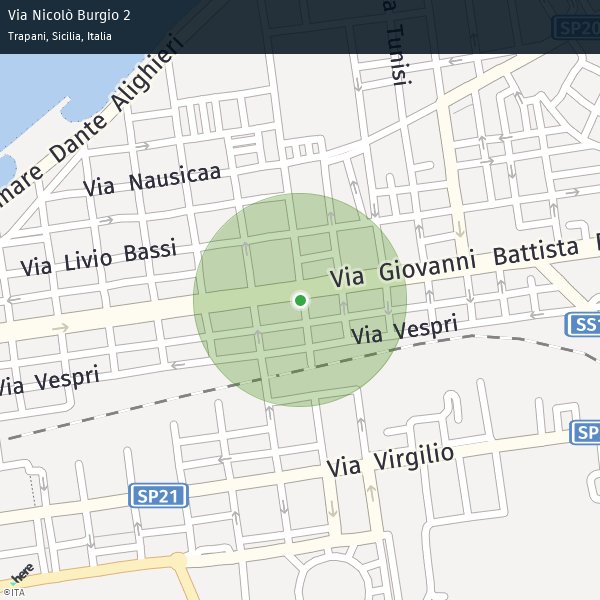 Via Nicolò Burgio 2
Trapani, Sicilia, Italia
SP20
a Tunisi
mare Dante Alighieri
Via Nausicaa
Via Livio Bassi
Via Giovanni Battista
Via Vespri
SS1
Via Vespri
SP
Via Virgilio
SP21
here
©ITA